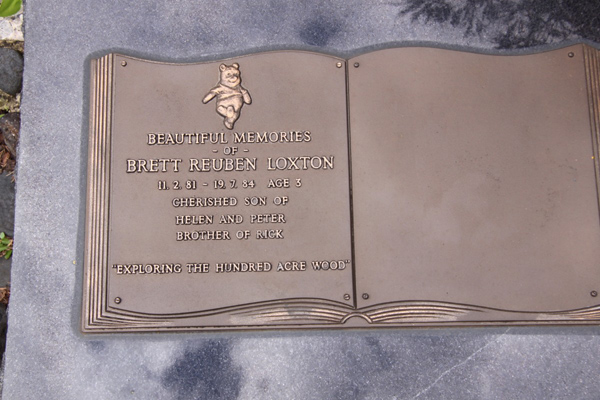 BEAUTIFUL MEMORIES
- OF -
BRETT REUBEN LOXTON
11. 2. 81 - 19. 7. 84 AGE 3
CHERISHED SON OF
HELEN AND PETER
BROTHER OF RICK
"EXPLORING THE HUNDRED ACRE WOOD"